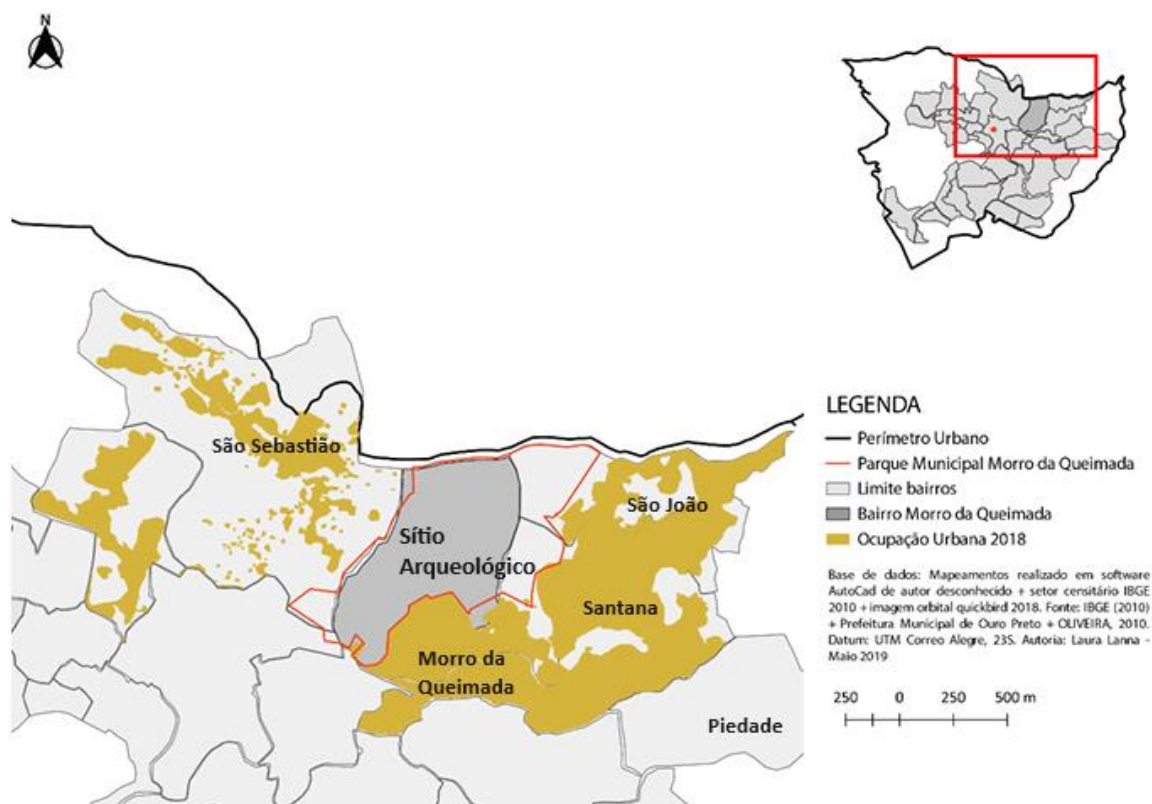 N
São Sebastião
São João
Sítio
Arqueológico
Santana
Morro da
Queimada
Piedade
LEGENDA
Perímetro Urbano
Parque Municipal Morro da Queimada
Limite bairros
Bairro Morro da Queimada
Ocupação Urbana 2018
Base de dados: Mapeamentos realizado em software
AutoCad de autor desconhecido + setor censitário IBGE
2010 + imagem orbital quickbird 2018. Fonte: IBGE (2010)
+ Prefeitura Municipal de Ouro Preto + OLIVEIRA, 2010.
Datum: UTM Correo Alegre, 23S. Autoria: Laura Lanna -
Maio 2019
250 0 250 500 m